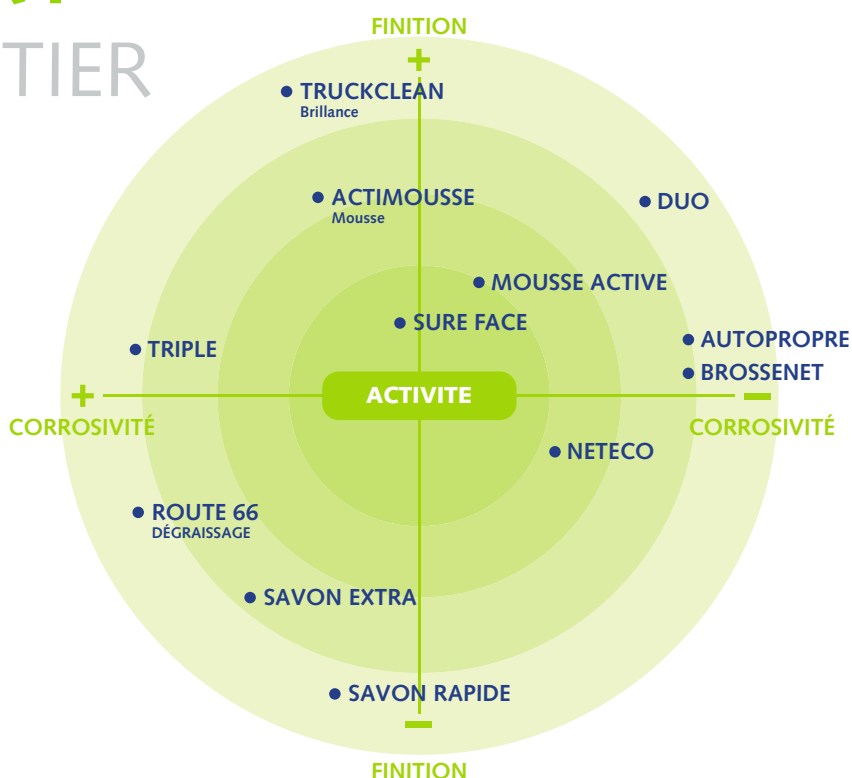 TIER
FINITION
+
TRUCKCLEAN
Brillance
ACTIMOUSSE
Mousse
DUO
MOUSSE ACTIVE
SURE FACE
TRIPLE
AUTOPROPRE
BROSSENET
+
ACTIVITE
–
CORROSIVITÉ
CORROSIVITÉ
NETECO
ROUTE 66
DÉGRAISSAGE
SAVON EXTRA
SAVON RAPIDE
–
FINITION